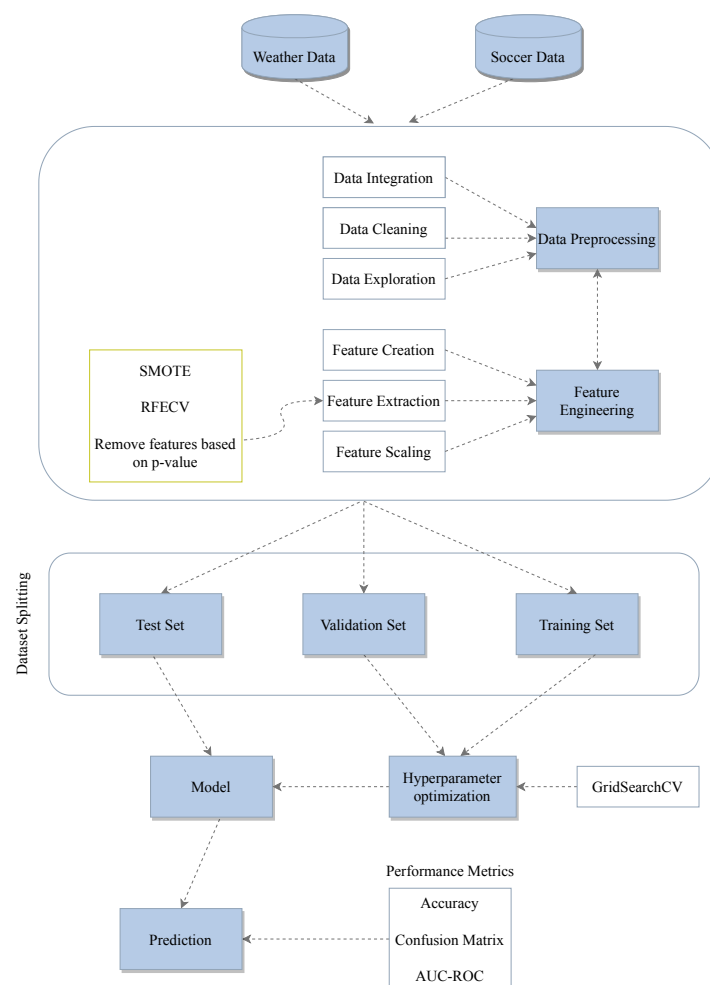 Weather Data
Soccer Data
Data Integration
Data Cleaning
Data Exploration
Data Preprocessing
SMOTE
RFECV
Remove features based
on p-value
Feature Creation
Feature Extraction
Feature Scaling
Feature
Engineering
Dataset Splitting
Test Set
Validation Set
Training Set
Model
Hyperparameter
optimization
GridSearchCV
Performance Metrics
Accuracy
Confusion Matrix
AUC-ROC
Prediction